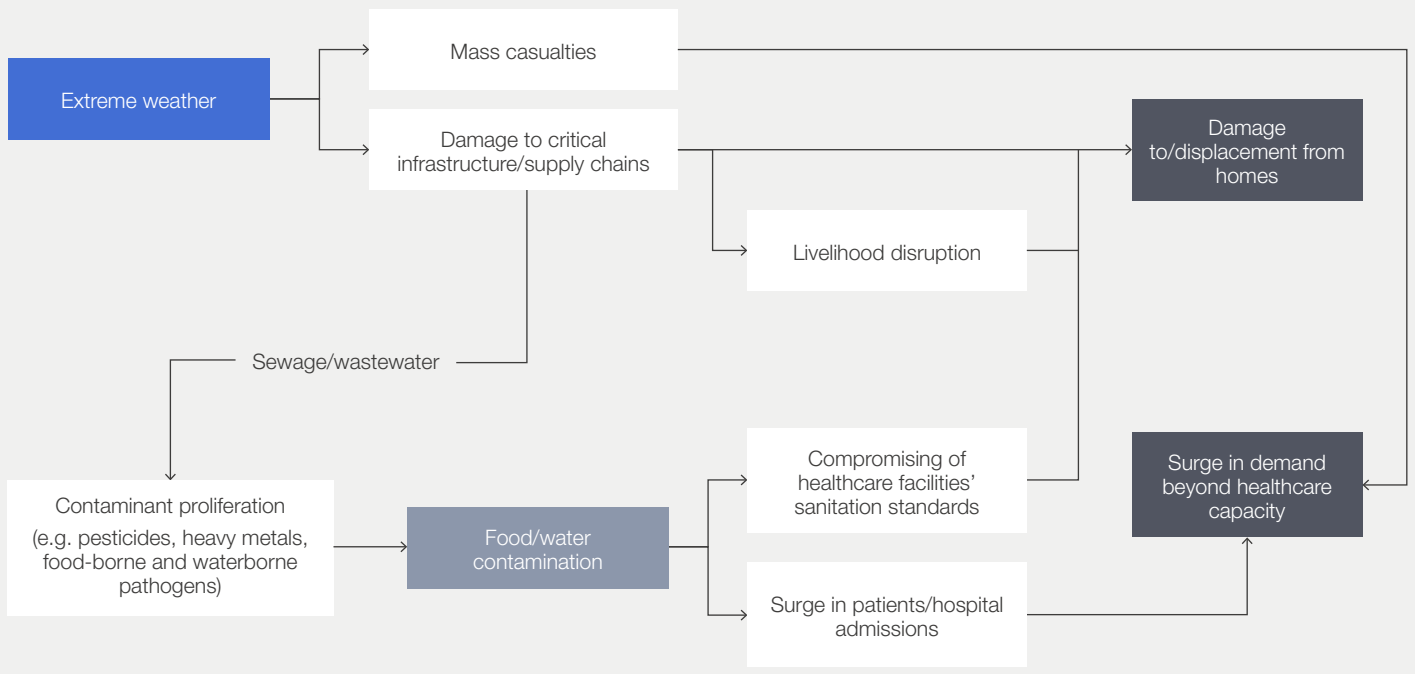 Extreme weather
Mass casualties
Damage to critical
infrastructure/supply chains
Damage
to/displacement from
homes
Livelihood disruption
Sewage/wastewater
Contaminant proliferation
(e.g. pesticides, heavy metals,
food-borne and waterborne
pathogens)
Food/water
contamination
Compromising of
healthcare facilities’
sanitation standards
Surge in demand
beyond healthcare
capacity
Surge in patients/hospital
admissions